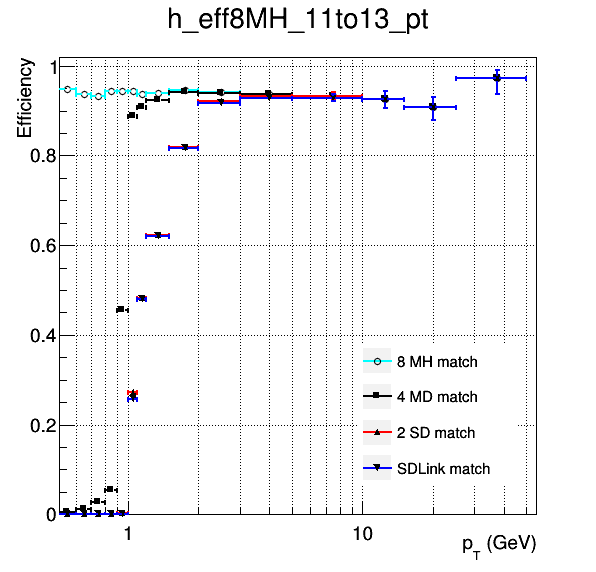 h_eff8MH_11to13_pt
Efficiency
1
0.8
0.6
0.4
0.2
0
8 MH match
4 MD match
2 SD match
SDLink match
1
10
p_T (GeV)